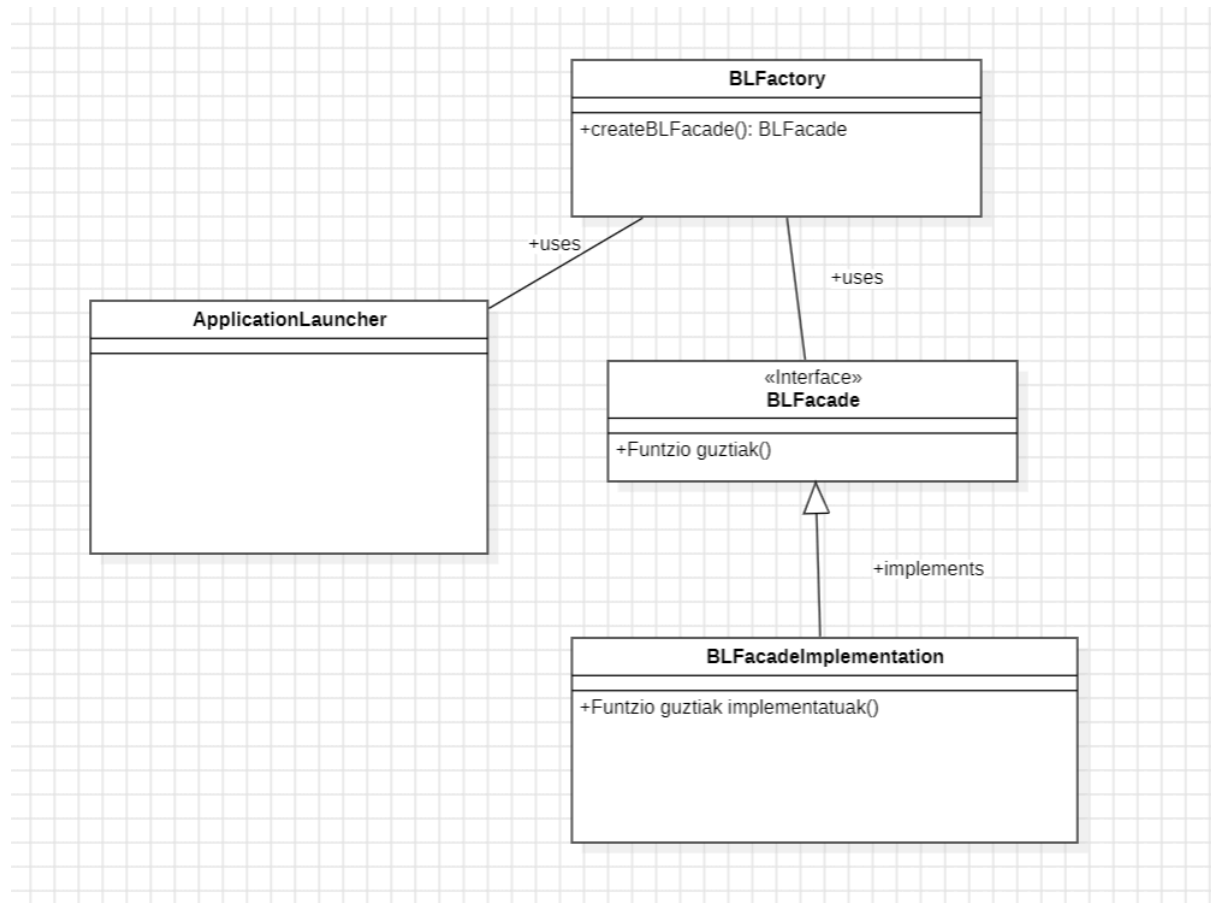 BLFactory
+createBLFacade(): BLFacade
+uses
+uses
ApplicationLauncher
«Interface»
BLFacade
+Funtzio guztiak()
+implements
BLFacadeImplementation
+Funtzio guztiak implementatuak()